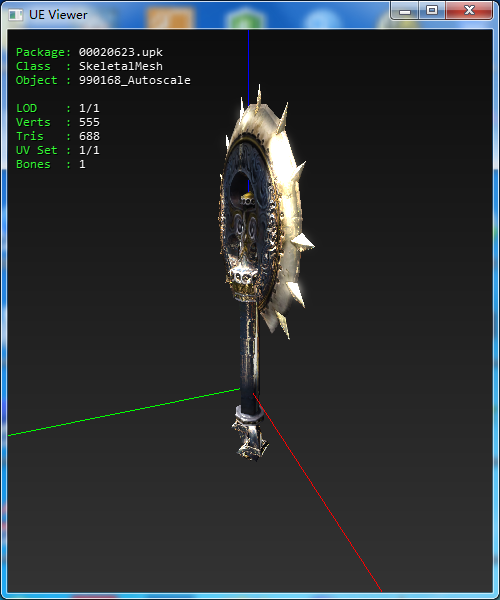 UE Viewer
Package: 00020623.upk
Class : SkeletalMesh
Object : 990168_Autoscale
LOD : 1/1
Verts : 555
Tris : 688
UV Set : 1/1
Bones : 1